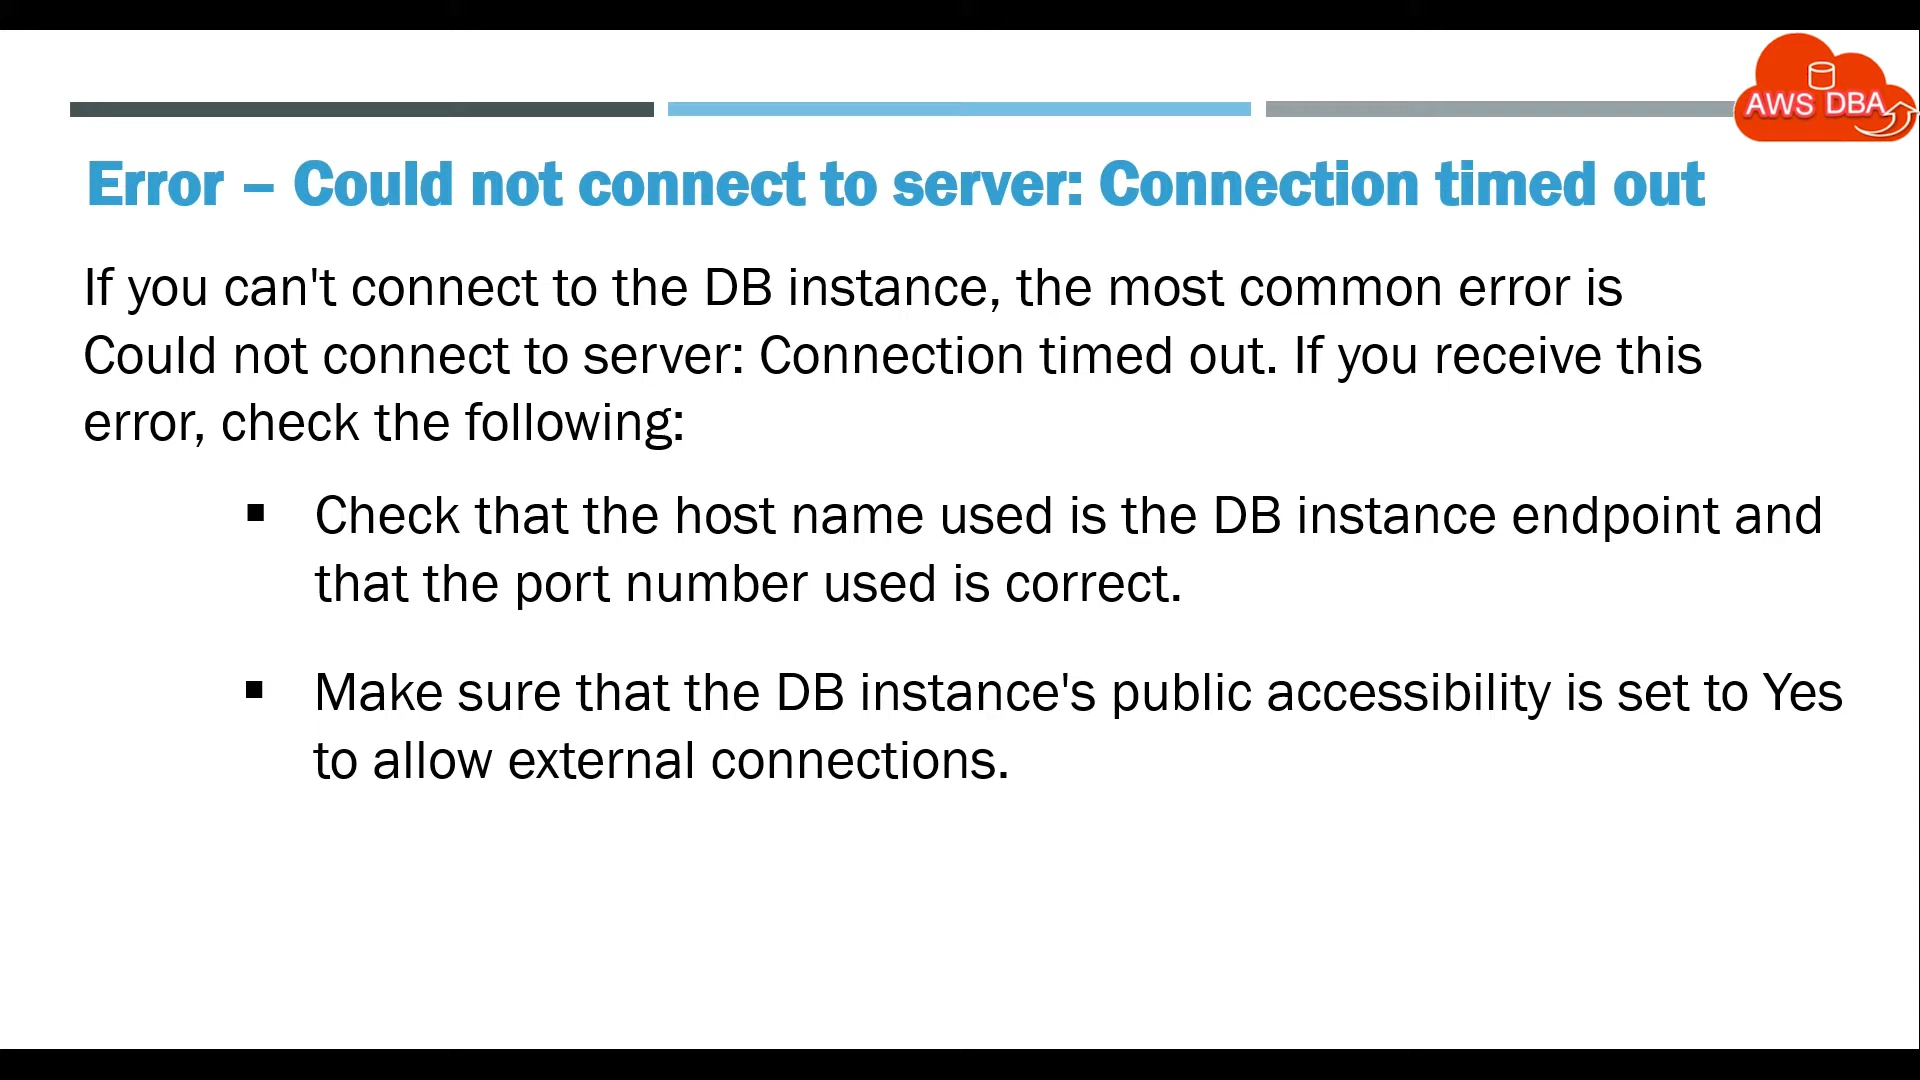 AWS DBA
Error – Could not connect to server: Connection timed out
If you can't connect to the DB instance, the most common error is
Could not connect to server: Connection timed out. If you receive this
error, check the following:
▪ Check that the host name used is the DB instance endpoint and
that the port number used is correct.
▪ Make sure that the DB instance's public accessibility is set to Yes
to allow external connections.